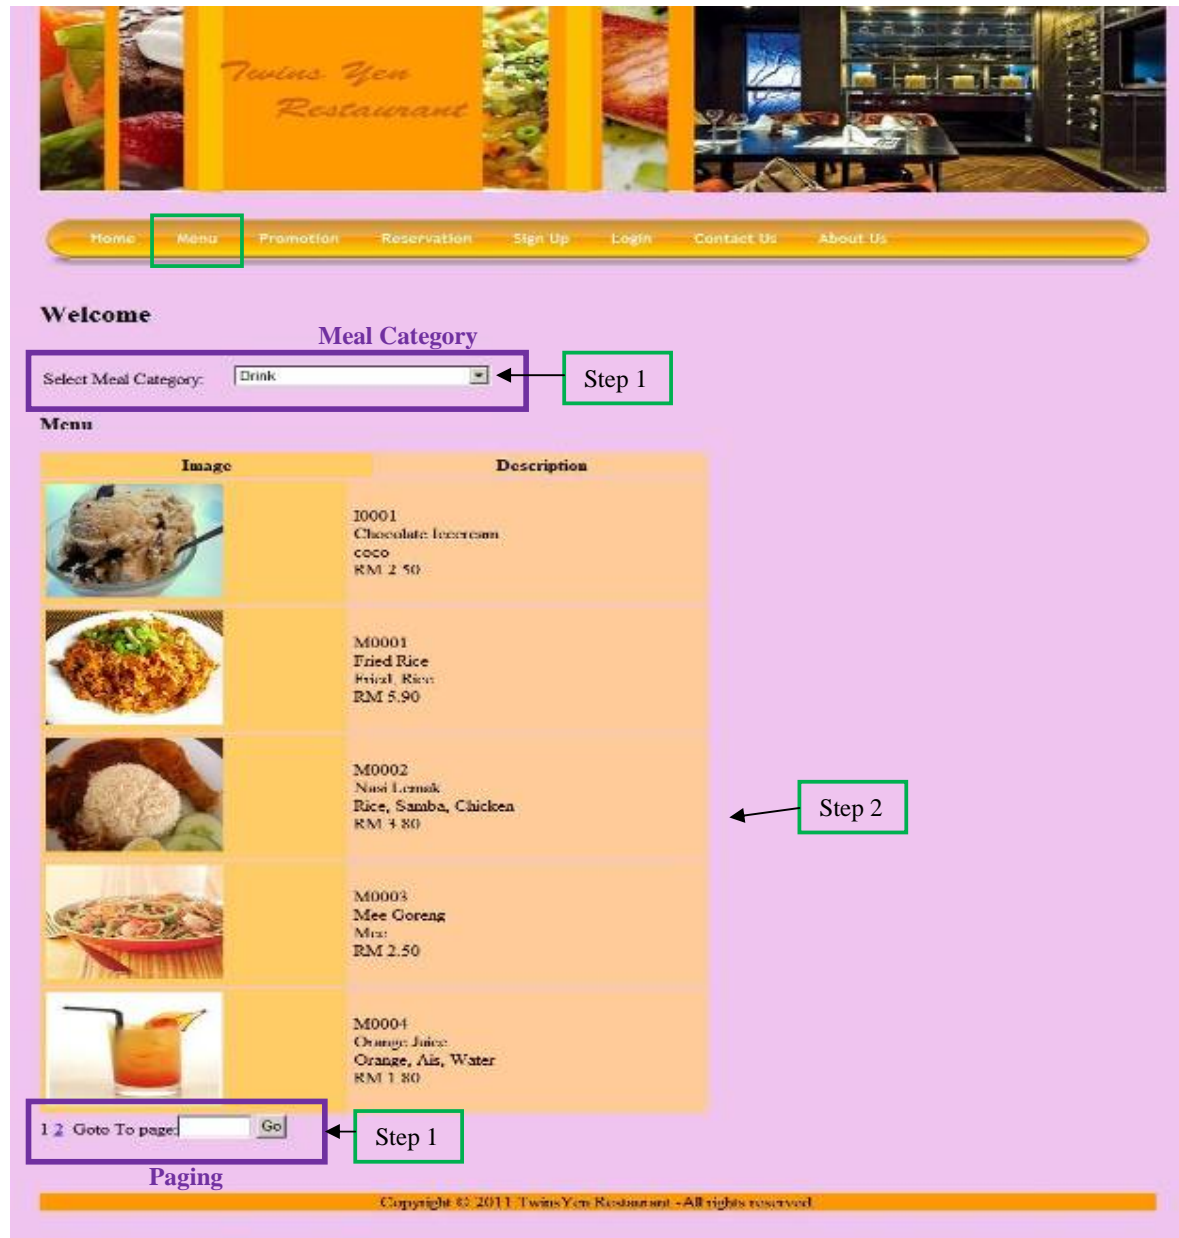 Twins Yen
Restaurant
Home Menu Promotion Reservation Sign Up Login Contact Us About Us
Welcome
Meal Category
Select Meal Category: Drink
Step 1
Menu
Image Description
I0001
Chocolate Icecream
coco
RM 2.50
M0001
Fried Rice
Fried, Rice
RM 5.90
M0002
Nasi Lemak
Rice, Samba, Chicken
RM 3.80
Step 2
M0003
Mee Goreng
Mee
RM 2.50
M0004
Orange Juice
Orange, Ais, Water
RM 1.80
1 2 Goto To page: Go
Step 1
Paging
Copyright © 2011 TwinsYen Restaurant - All rights reserved.